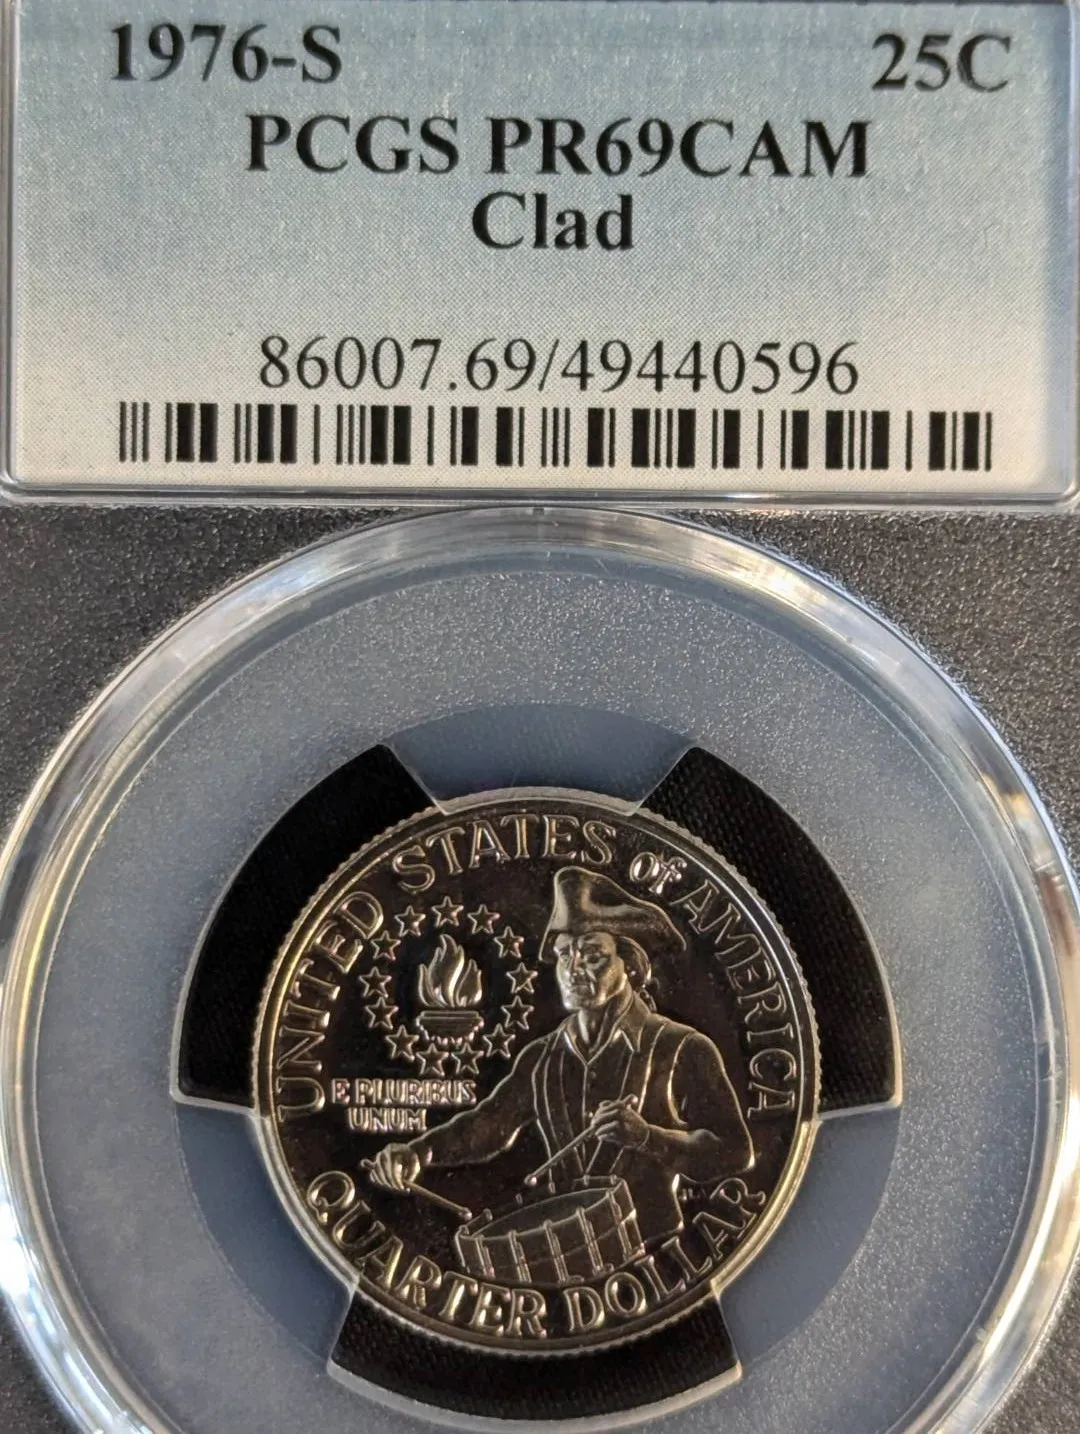 1976-S 25C
PCGS PR69CAM
Clad
86007.69/49440596
UNITED STATES of AMERICA
E PLURIBUS
UNUM
QUARTER DOLLAR